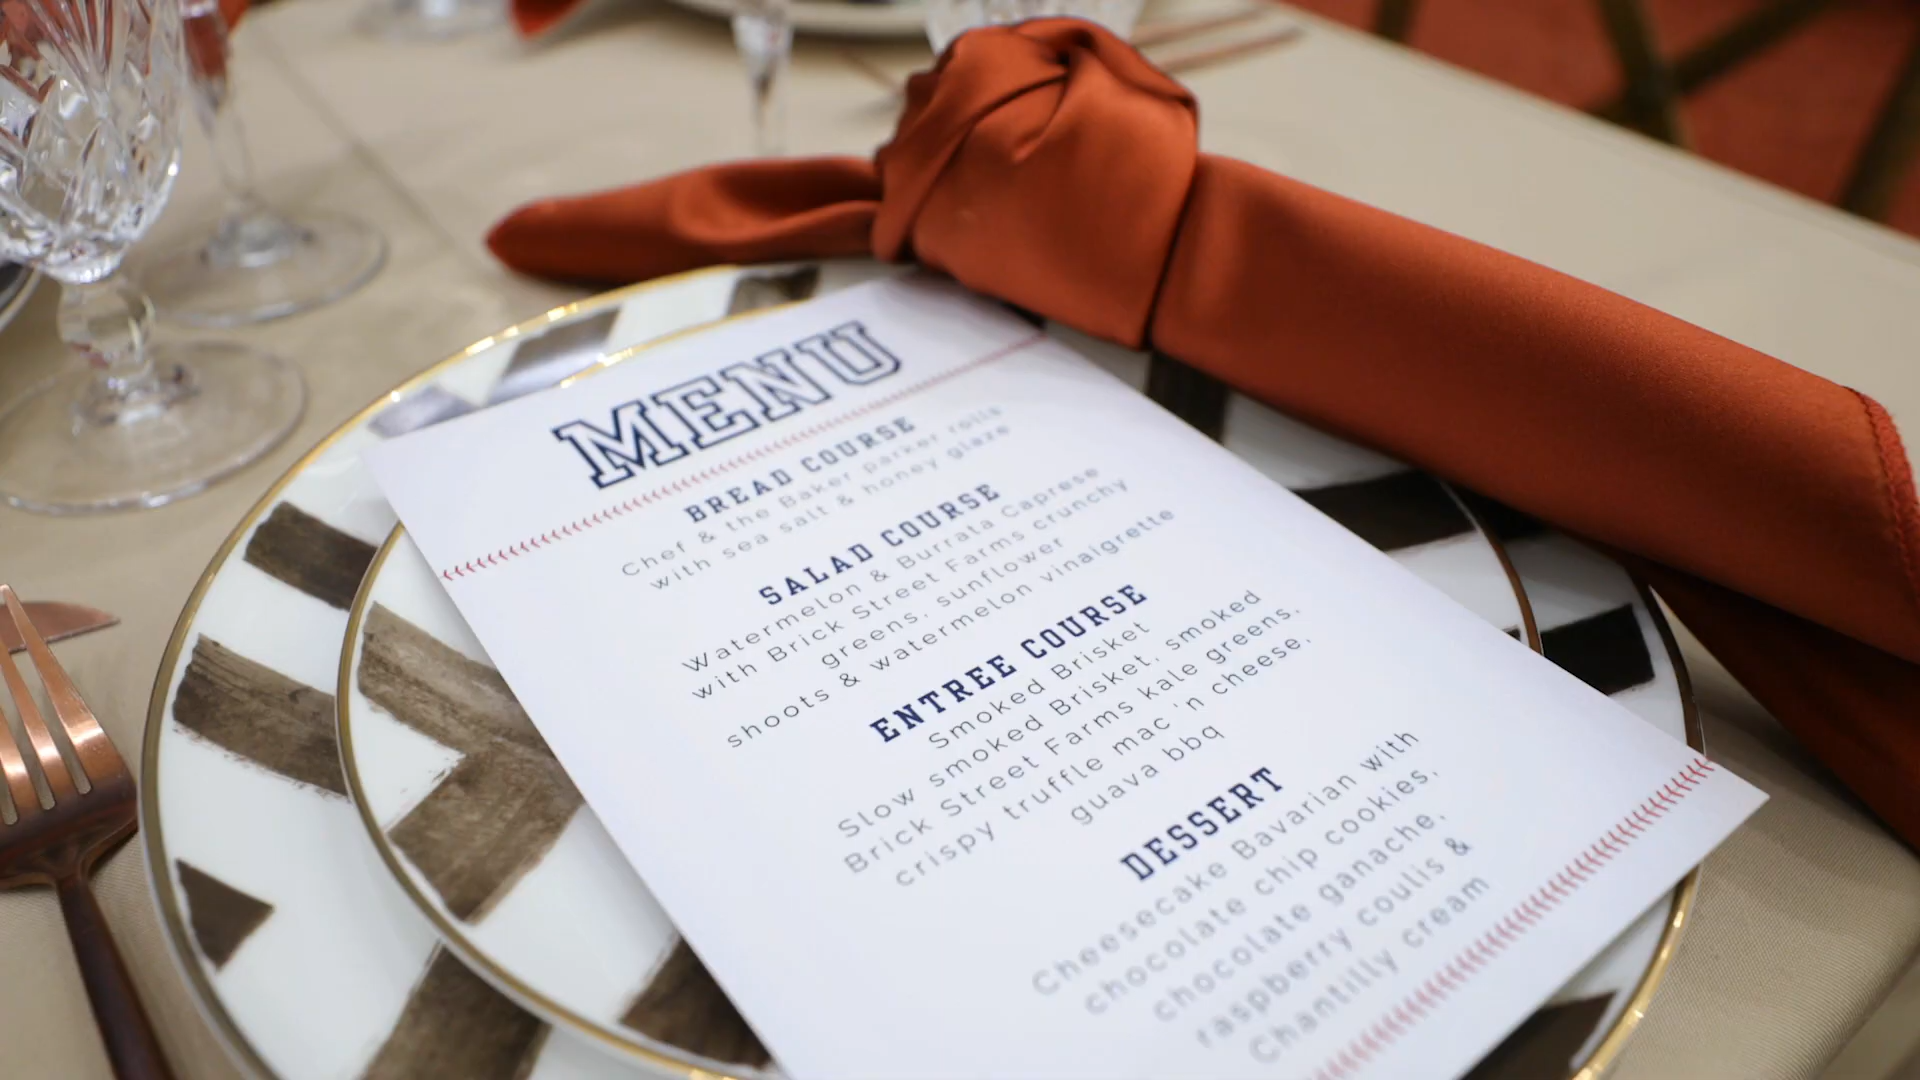 MENU
BREAD COURSE
Chef & the Baker parker rolls
with sea salt & honey glaze
SALAD COURSE
Watermelon & Burrata Caprese
with Brick Street Farms crunchy
greens, sunflower
shoots & watermelon vinaigrette
ENTREE COURSE
Smoked Brisket
Slow smoked Brisket, smoked
Brick Street Farms kale greens,
crispy truffle mac 'n cheese,
guava bbq
DESSERT
Cheesecake Bavarian with
chocolate chip cookies,
chocolate ganache,
raspberry coulis &
Chantilly cream